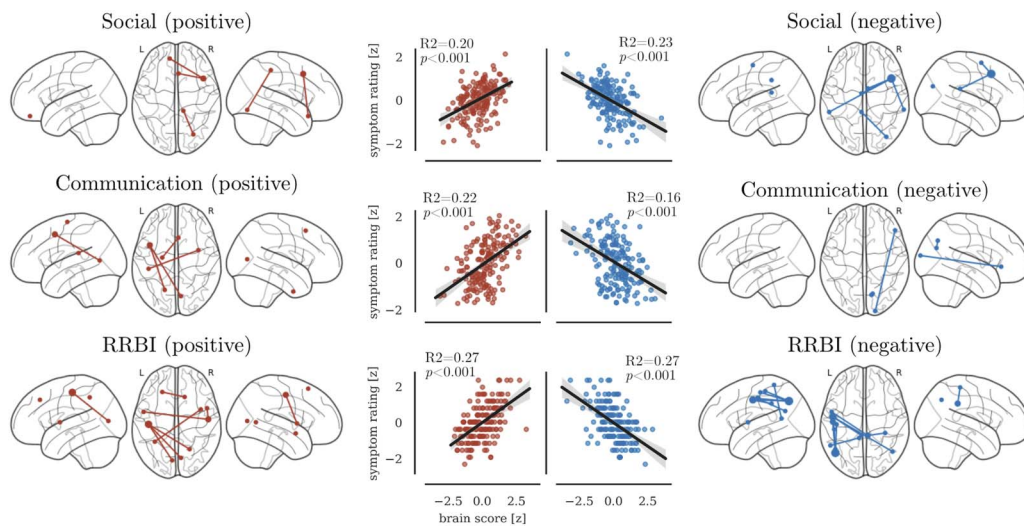 Social (positive)
Social (negative)
L R
R2=0.20
p<0.001
R2=0.23
p<0.001
L R
symptom rating [z]
2
0
−2
Communication (positive)
Communication (negative)
L R
R2=0.22
p<0.001
R2=0.16
p<0.001
L R
symptom rating [z]
2
0
−2
RRBI (positive)
RRBI (negative)
L R
R2=0.27
p<0.001
R2=0.27
p<0.001
L R
symptom rating [z]
2
0
−2
−2.5 0.0 2.5 −2.5 0.0 2.5
brain score [z]